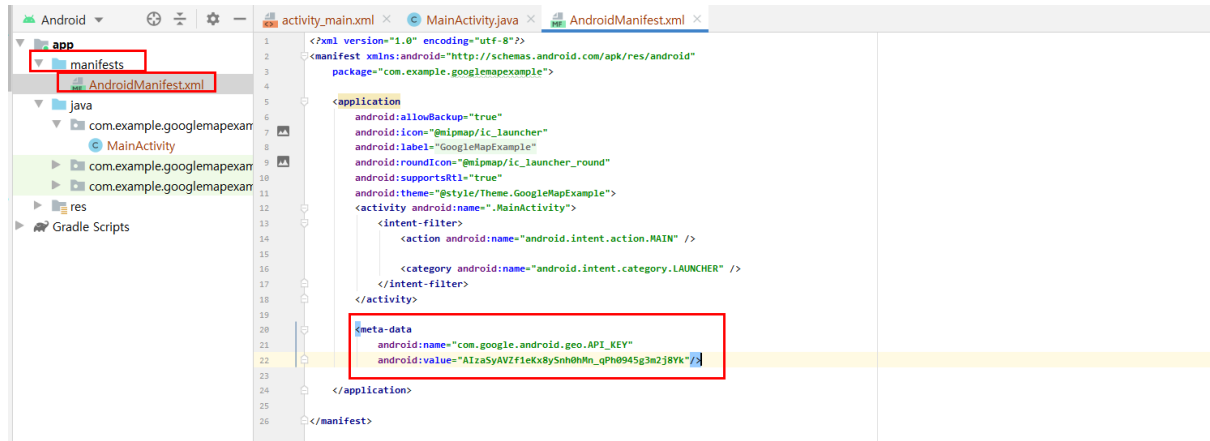 Android
activity_main.xml
MainActivity.java
AndroidManifest.xml
app
manifests
AndroidManifest.xml
java
com.example.googlemapexam
MainActivity
com.example.googlemapexam
com.example.googlemapexam
res
Gradle Scripts
1 <?xml version="1.0" encoding="utf-8"?>
2 <manifest xmlns:android="http://schemas.android.com/apk/res/android"
3 package="com.example.googlemapexample">
4
5 <application
6 android:allowBackup="true"
7 android:icon="@mipmap/ic_launcher"
8 android:label="GoogleMapExample"
9 android:roundIcon="@mipmap/ic_launcher_round"
10 android:supportsRtl="true"
11 android:theme="@style/Theme.GoogleMapExample">
12 <activity android:name=".MainActivity">
13 <intent-filter>
14 <action android:name="android.intent.action.MAIN" />
15
16 <category android:name="android.intent.category.LAUNCHER" />
17 </intent-filter>
18 </activity>
19
20 <meta-data
21 android:name="com.google.android.geo.API_KEY"
22 android:value="AIzaSyAVZf1eKx8ySnh0hMn_qPh0945g3m2j8Yk"/>
23
24 </application>
25
26 </manifest>